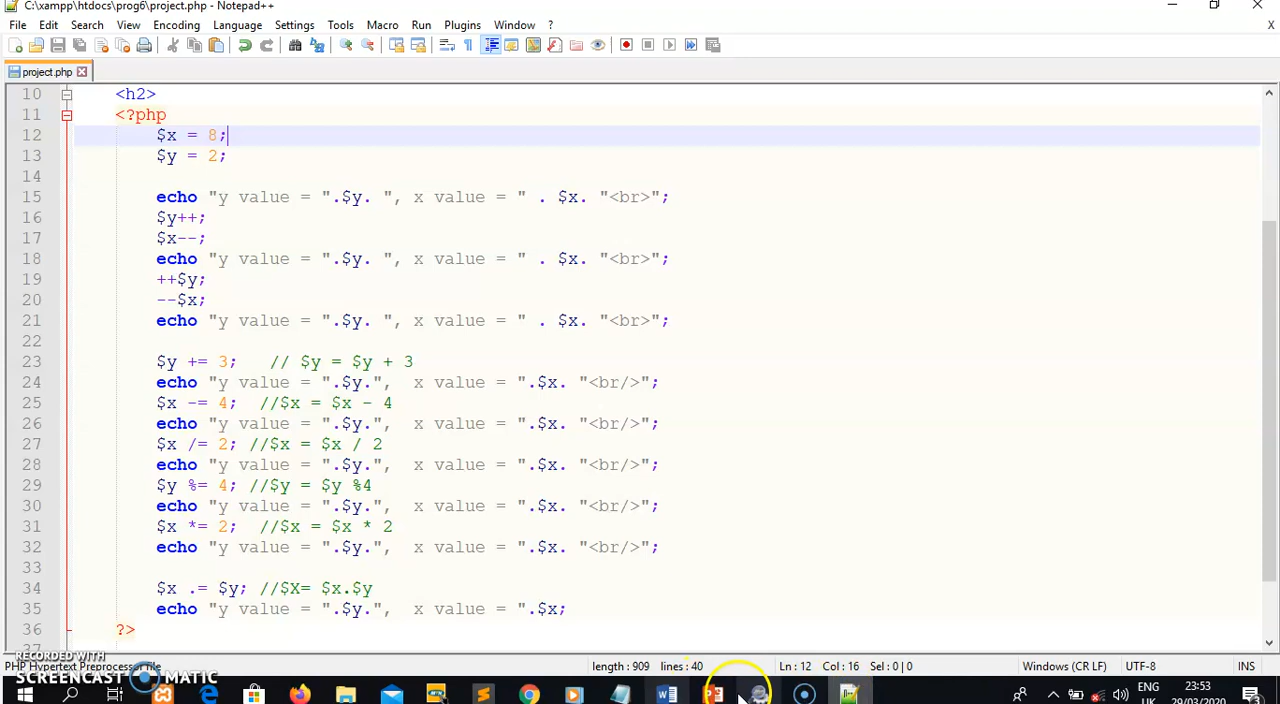 C:\xampp\htdocs\prog6\project.php - Notepad++
File Edit Search View Encoding Language Settings Tools Macro Run Plugins Window ? X
project.php
10 <h2>
11 <?php
12 $x = 8;
13 $y = 2;
14
15 echo "y value = ".$y. ", x value = " . $x. "<br>";
16 $y++;
17 $x--;
18 echo "y value = ".$y. ", x value = " . $x. "<br>";
19 ++$y;
20 --$x;
21 echo "y value = ".$y. ", x value = " . $x. "<br>";
22
23 $y += 3; // $y = $y + 3
24 echo "y value = ".$y.", x value = ".$x. "<br/>";
25 $x -= 4; //$x = $x - 4
26 echo "y value = ".$y.", x value = ".$x. "<br/>";
27 $x /= 2; //$x = $x / 2
28 echo "y value = ".$y.", x value = ".$x. "<br/>";
29 $y %= 4; //$y = $y %4
30 echo "y value = ".$y.", x value = ".$x. "<br/>";
31 $x *= 2; //$x = $x * 2
32 echo "y value = ".$y.", x value = ".$x. "<br/>";
33
34 $x .= $y; //$X= $x.$y
35 echo "y value = ".$y.", x value = ".$x;
36 ?>
37
PHP Hypertext Preprocessor file length : 909 lines : 40 Ln : 12 Col : 16 Sel : 0 | 0 Windows (CR LF) UTF-8 INS
RECORDED WITH
SCREENCAST MATIC
ENG 23:53
UK 29/03/2020 3